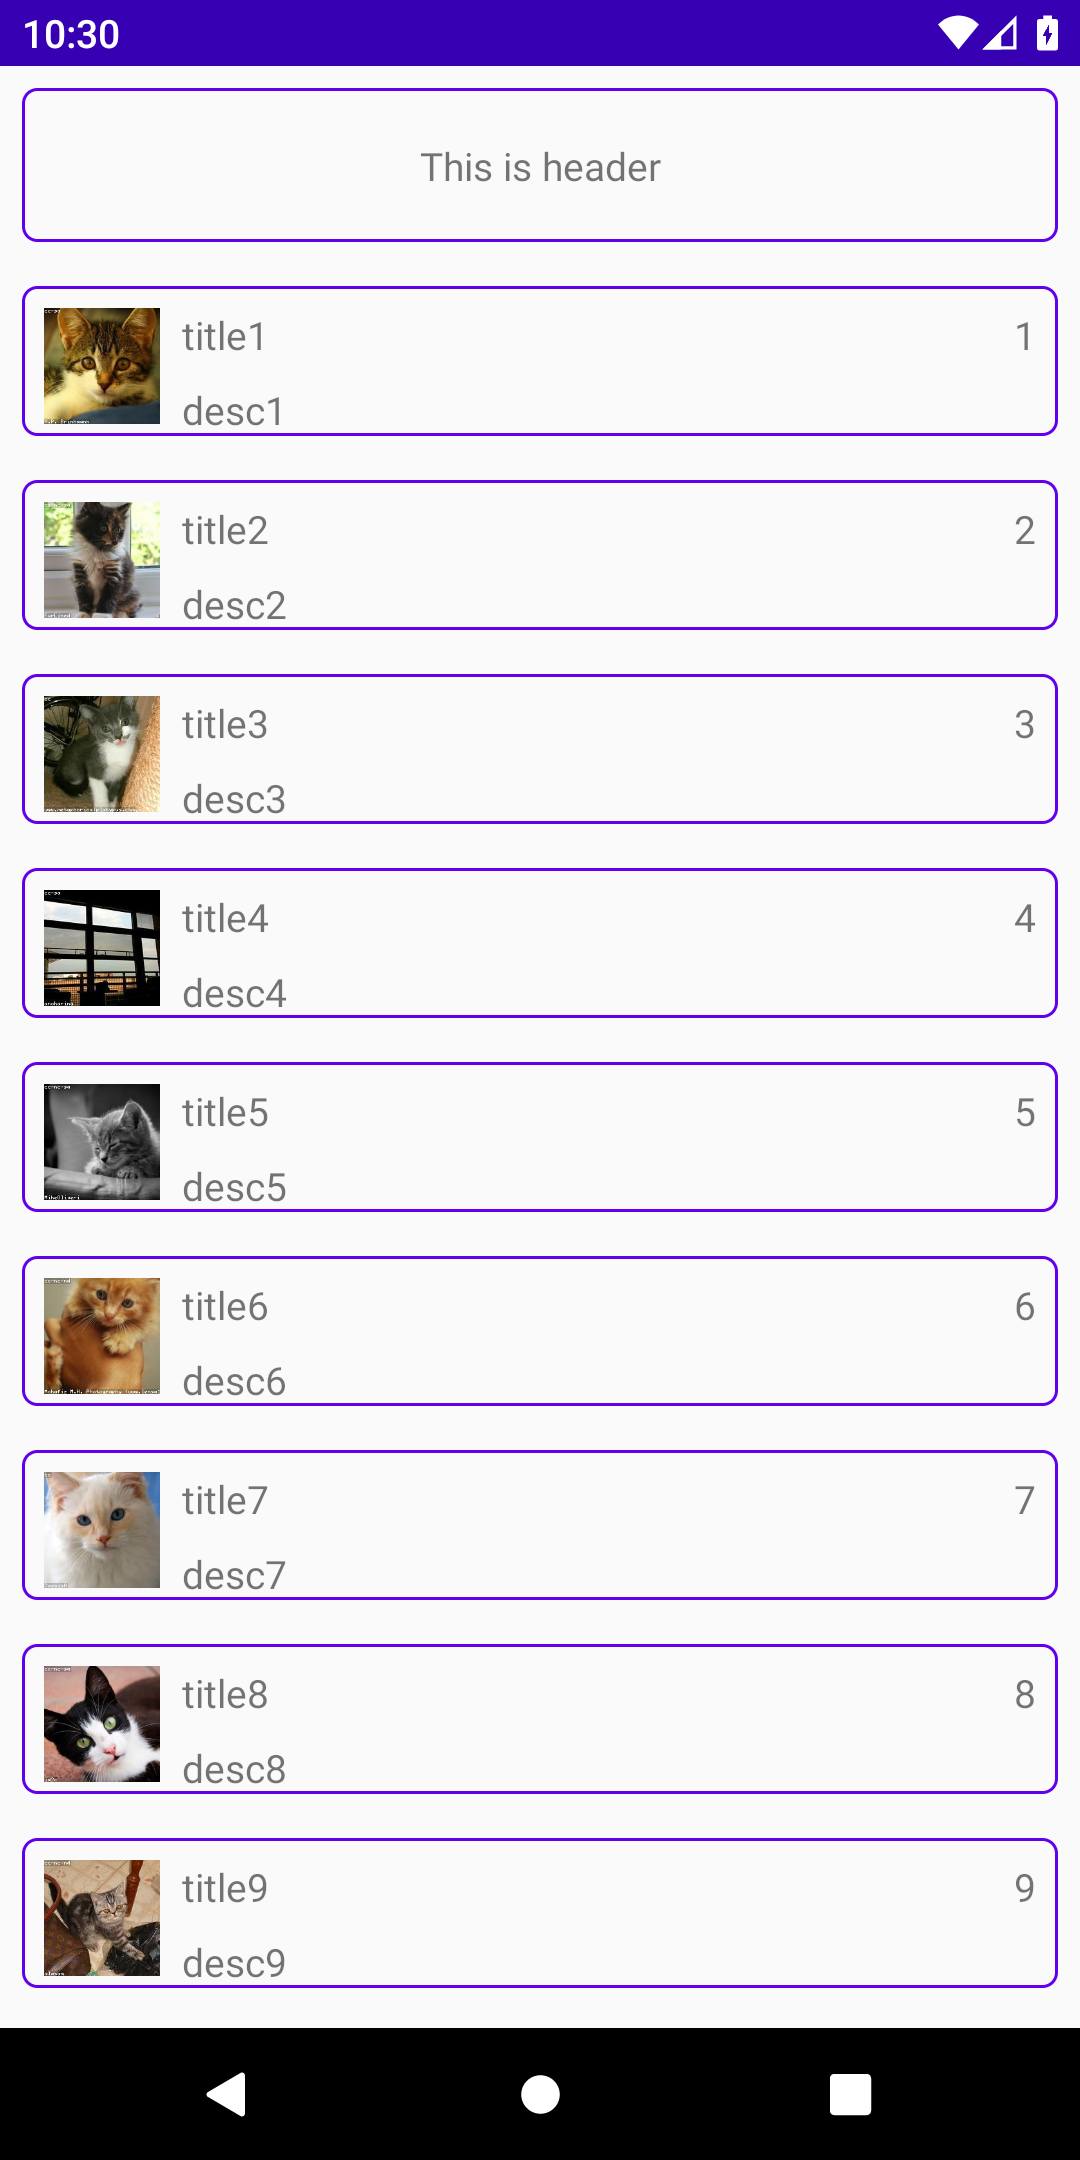 10:30
This is header
title1 1
desc1
title2 2
desc2
title3 3
desc3
title4 4
desc4
title5 5
desc5
title6 6
desc6
title7 7
desc7
title8 8
desc8
title9 9
desc9